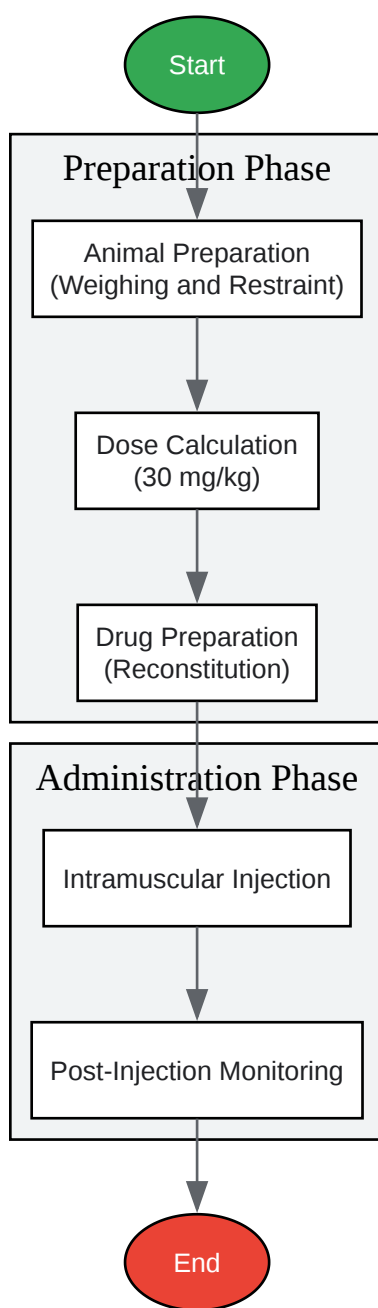 Start
Preparation Phase
Animal Preparation
(Weighing and Restraint)
Dose Calculation
(30 mg/kg)
Drug Preparation
(Reconstitution)
Administration Phase
Intramuscular Injection
Post-Injection Monitoring
End